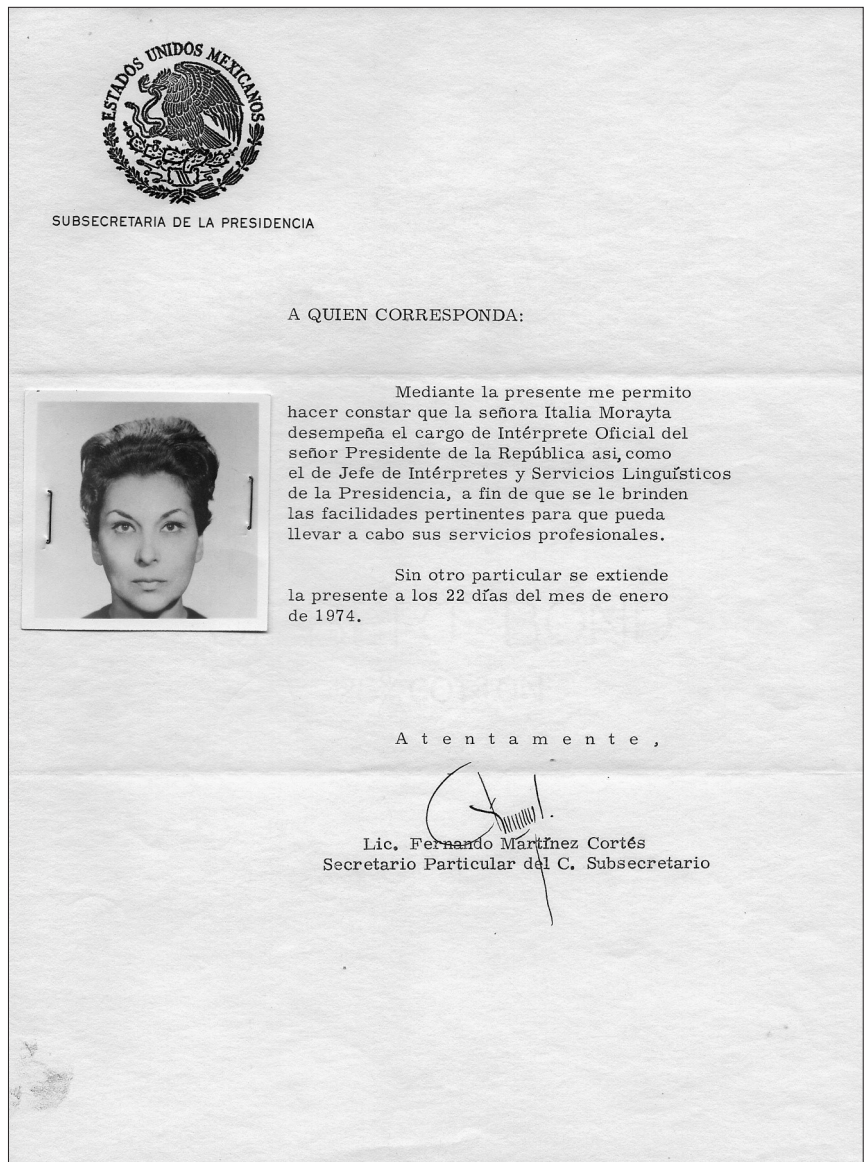 ESTADOS UNIDOS MEXICANOS
SUBSECRETARIA DE LA PRESIDENCIA
A QUIEN CORRESPONDA:
Mediante la presente me permito
hacer constar que la señora Italia Morayta
desempeña el cargo de Intérprete Oficial del
señor Presidente de la República asi, como
el de Jefe de Intérpretes y Servicios Linguísticos
de la Presidencia, a fin de que se le brinden
las facilidades pertinentes para que pueda
llevar a cabo sus servicios profesionales.
Sin otro particular se extiende
la presente a los 22 días del mes de enero
de 1974.
BOND
COTTON
A t e n t a m e n t e ,
Lic. Fernando Martínez Cortés
Secretario Particular del C. Subsecretario